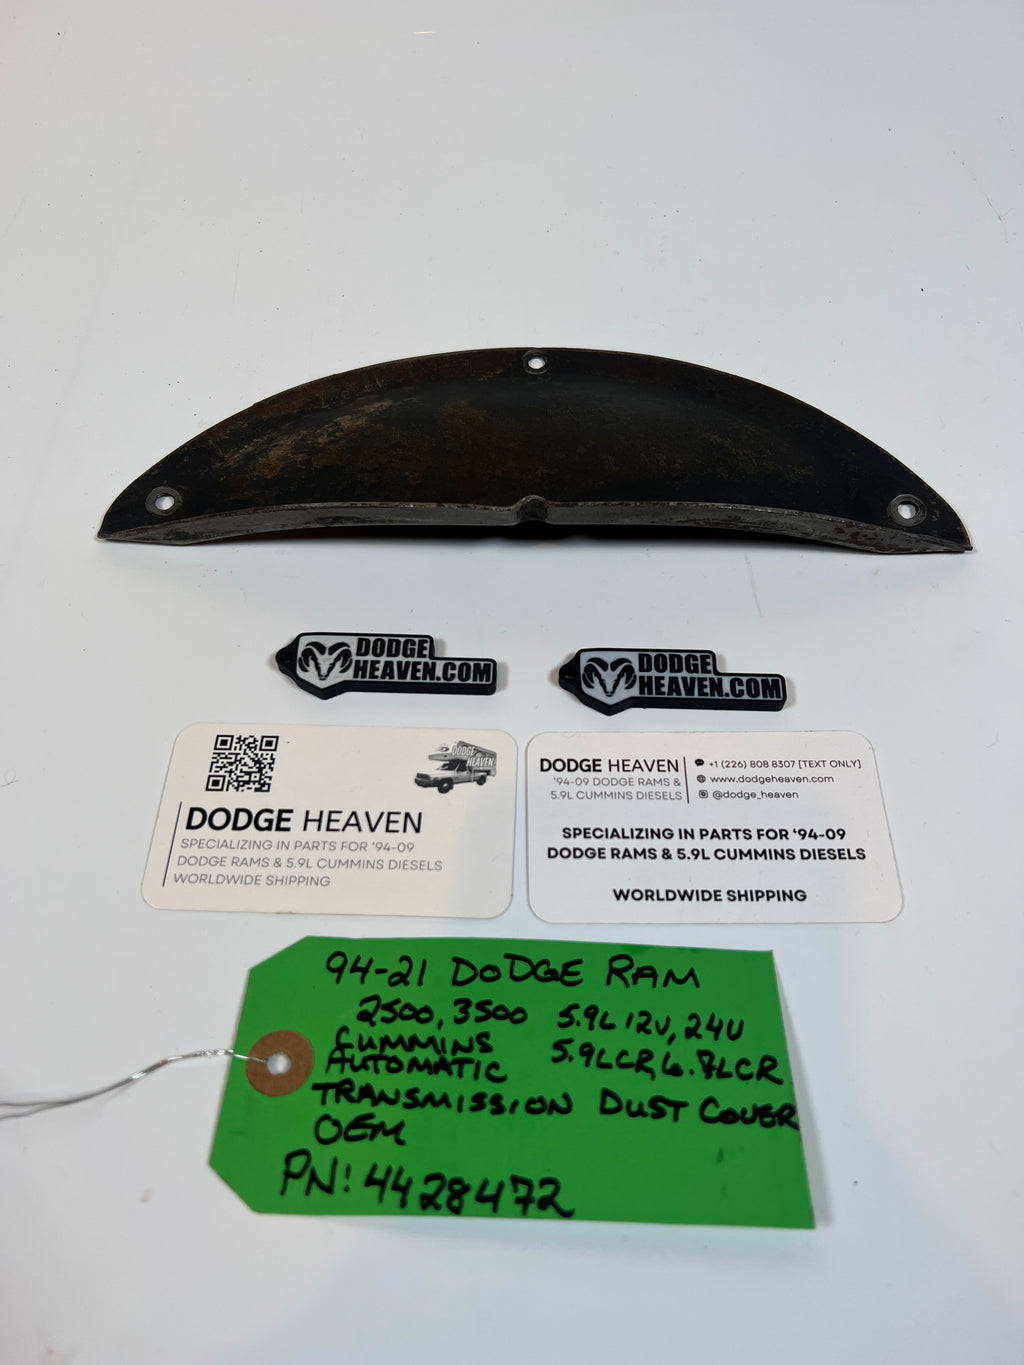 DODGE
HEAVEN.COM
DODGE
HEAVEN.COM
DODGE
HEAVEN
DODGE HEAVEN
SPECIALIZING IN PARTS FOR '94-09
DODGE RAMS & 5.9L CUMMINS DIESELS
WORLDWIDE SHIPPING
DODGE HEAVEN
'94-09 DODGE RAMS &
5.9L CUMMINS DIESELS
+1 (226) 808 8307 [TEXT ONLY]
www.dodgeheaven.com
@dodge_heaven
SPECIALIZING IN PARTS FOR '94-09
DODGE RAMS & 5.9L CUMMINS DIESELS
WORLDWIDE SHIPPING
94-21 DODGE RAM
2500, 3500 5.9L 12V, 24V
CUMMINS 5.9LCR, 6.7LCR
AUTOMATIC
TRANSMISSION DUST COVER
OEM
PN: 4428472